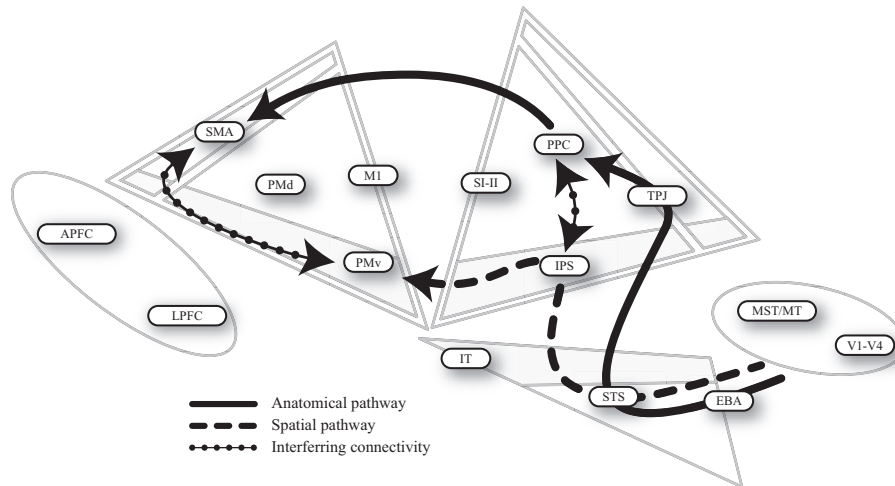 SMA
PPC
PMd
M1
SI-II
TPJ
APFC
PMv
IPS
LPFC
MST/MT
V1-V4
IT
STS
EBA
Anatomical pathway
Spatial pathway
Interferring connectivity